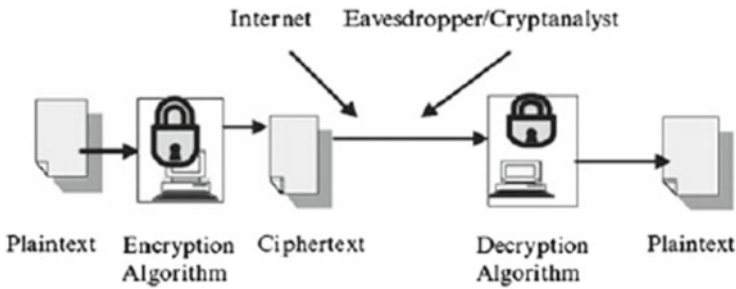 Internet Eavesdropper/Cryptanalyst
Plaintext
Encryption
Algorithm
Ciphertext
Decryption
Algorithm
Plaintext